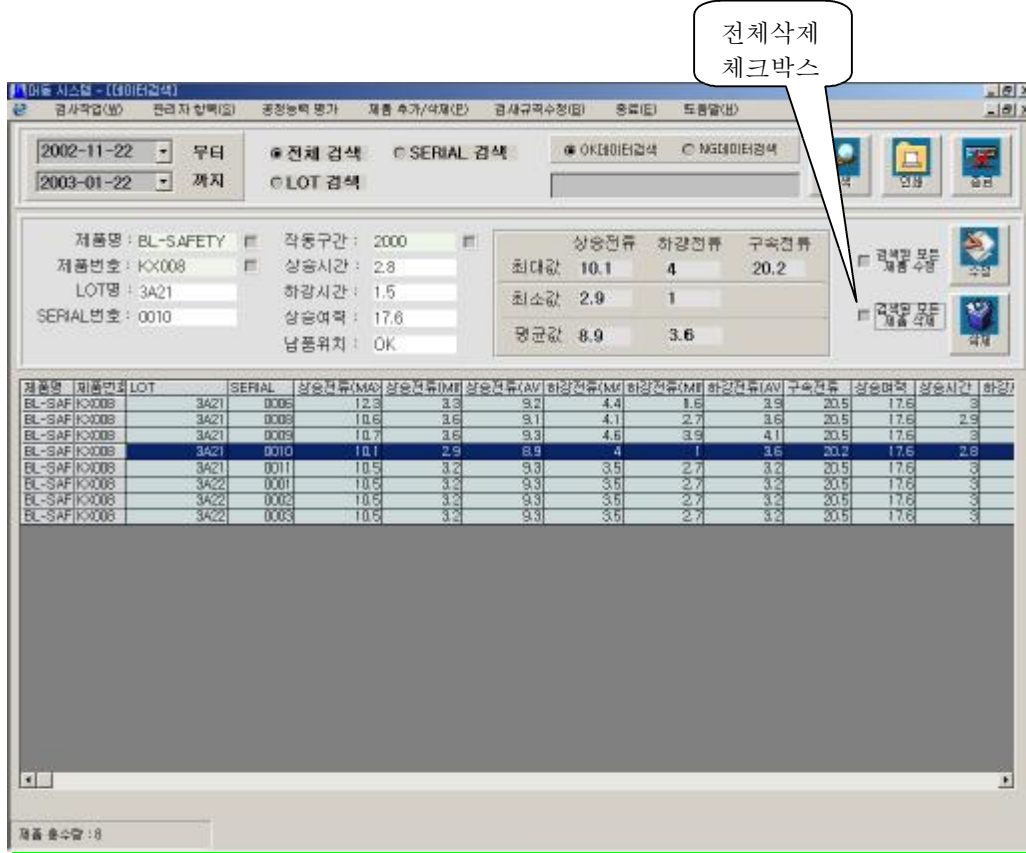 전체삭제
체크박스
시스템 - [데이터검색]
검사작업(W) 관리자 항목(S) 공정능력 평가 제품 추가/삭제(P) 검사규격수정(B) 종료(E) 도움말(H)
2002-11-22 부터 전체 검색 SERIAL 검색 OK데이터검색 NG데이터검색
2003-01-22 까지 LOT 검색
제품명 : BL-SAFETY 작동구간 : 2000 상승전류 하강전류 구속전류
제품번호 : KX008 상승시간 : 2.8 최대값 10.1 4 20.2 검색된 모든 제품 수정 수정
LOT명 : 3A21 하강시간 : 1.5 최소값 2.9 1
SERIAL번호 : 0010 상승여력 : 17.6 평균값 8.9 3.6 검색된 모든 제품 삭제 삭제
납품위치 : OK
제품명 제품번호 LOT SERIAL 상승전류(MAX 상승전류(MII 상승전류(AV 하강전류(MA 하강전류(MII 하강전류(AV 구속전류 상승여력 상승시간
BL-SAF KX008 3A21 0006 12.3 3.3 9.2 4.4 1.6 3.9 20.5 17.6 3
BL-SAF KX008 3A21 0008 10.6 3.6 9.1 4.1 2.7 3.6 20.5 17.6 2.9
BL-SAF KX008 3A21 0009 10.7 3.6 9.3 4.6 3.9 4.1 20.5 17.6 3
BL-SAF KX008 3A21 0010 10.1 2.9 8.9 4 1 3.6 20.2 17.6 2.8
BL-SAF KX008 3A21 0011 10.5 3.2 9.3 3.5 2.7 3.2 20.5 17.6 3
BL-SAF KX008 3A22 0001 10.5 3.2 9.3 3.5 2.7 3.2 20.5 17.6 3
BL-SAF KX008 3A22 0002 10.5 3.2 9.3 3.5 2.7 3.2 20.5 17.6 3
BL-SAF KX008 3A22 0003 10.5 3.2 9.3 3.5 2.7 3.2 20.5 17.6 3
제품 총수량 :8